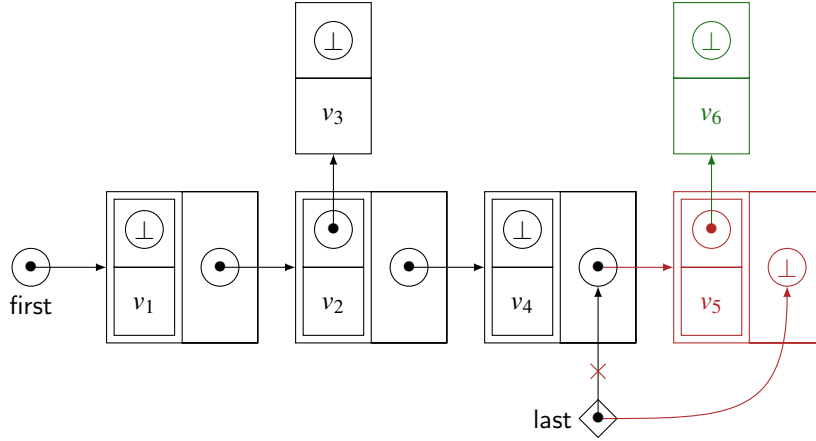 ⊥ ⊥
v3 v6
⊥ ⊥ ⊥
first v1 v2 v4 v5
last